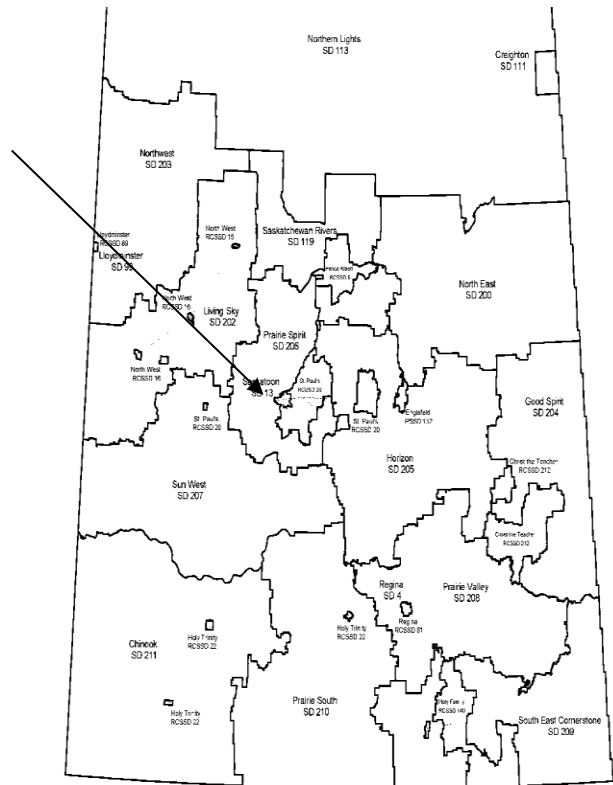 Northern Lights
SD 113
Creighton
SD 111
Northwest
SD 203
North West
RCSSD 16
Saskatchewan Rivers
SD 119
Lloydminster
RCSSD 89
Lloydminster
SD 99
Prince Albert
RCSSD 6
North East
SD 200
North West
RCSSD 16
Living Sky
SD 202
Prairie Spirit
SD 206
North West
RCSSD 16
Saskatoon
SD 13
St. Paul's
RCSSD 20
St. Paul's
RCSSD 20
St. Paul's
RCSSD 20
Englefeld
PSSD 132
Good Spirit
SD 204
Horizon
SD 205
Christ the Teacher
RCSSD 212
Sun West
SD 207
Christ the Teacher
RCSSD 212
Regina
SD 4
Prairie Valley
SD 208
Holy Trinity
RCSSD 22
Regina
RCSSD 81
Chinook
SD 211
Holy Trinity
RCSSD 22
Holy Trinity
RCSSD 22
Prairie South
SD 210
Holy Family
RCSSD 140
South East Cornerstone
SD 209